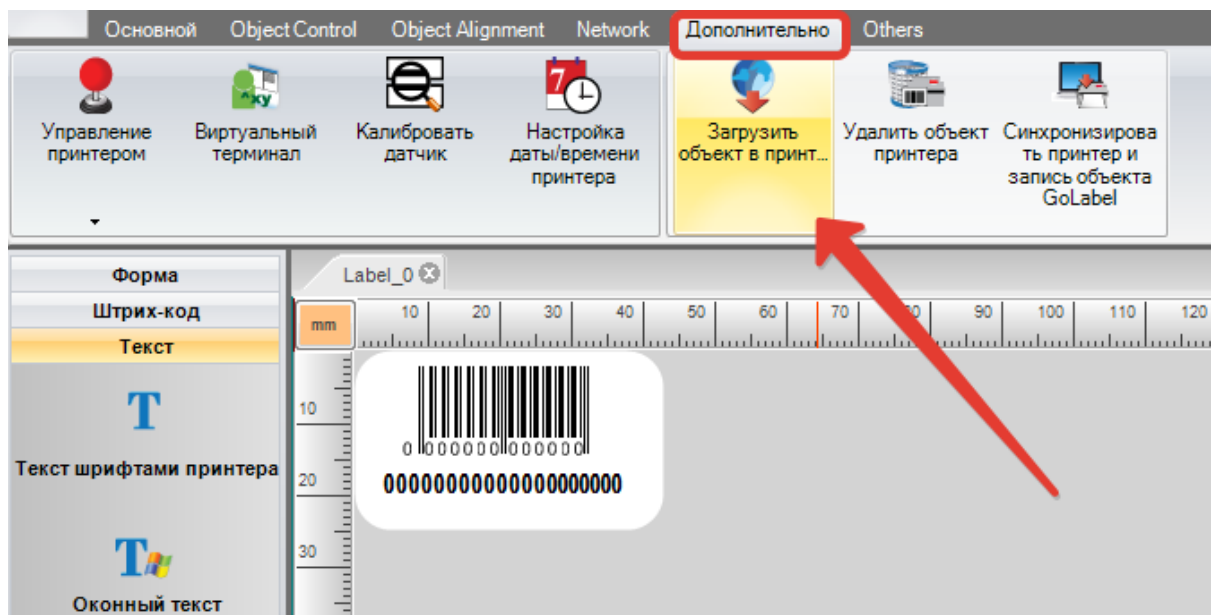 Основной Object Control Object Alignment Network Дополнительно Others
7
xy
Управление
принтером
Виртуальный
терминал
Калибровать
датчик
Настройка
даты/времени
принтера
Загрузить
объект в принт...
Удалить объект
принтера
Синхронизирова
ть принтер и
запись объекта
GoLabel
Форма
Штрих-код
Текст
T
Текст шрифтами принтера
T
Оконный текст
Label_0
mm
10 20 30 40 50 60 70 90 100 110 120
10
20
30
0 000000 000000
00000000000000000000